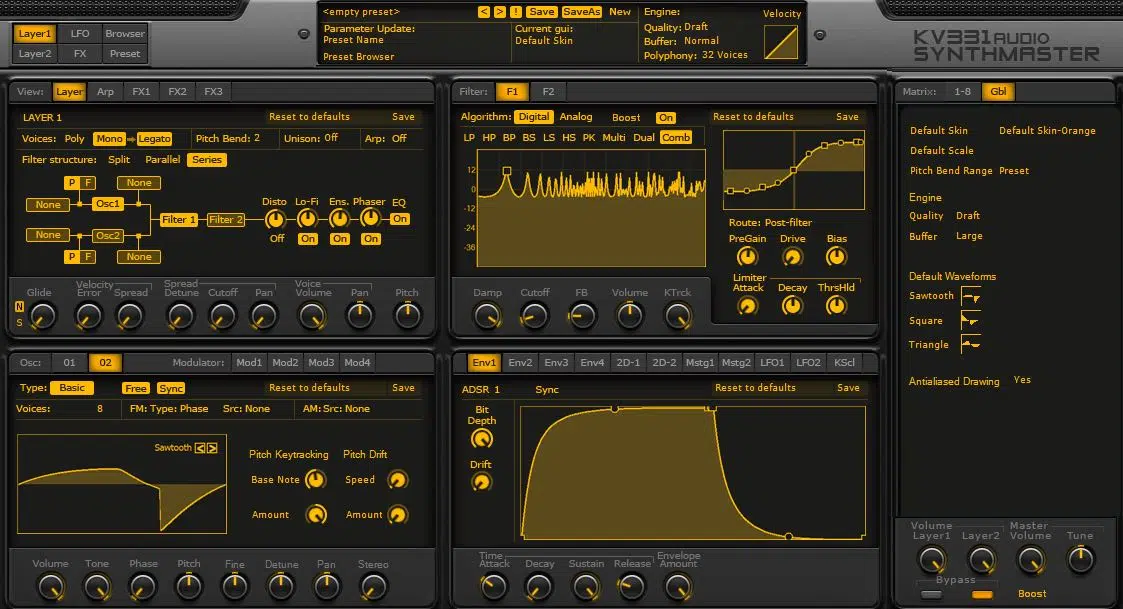 Layer1 LFO Browser
Layer2 FX Preset
<empty preset> < > ! Save SaveAs New
Parameter Update:
Preset Name
Preset Browser
Current gui:
Default Skin
Engine:
Quality: Draft
Buffer: Normal
Polyphony: 32 Voices
Velocity
KV331 AUDIO
SYNTHMASTER
View: Layer Arp FX1 FX2 FX3
LAYER 1 Reset to defaults Save
Voices: Poly Mono Legato Pitch Bend: 2 Unison: Off Arp: Off
Filter structure: Split Parallel Series
P F None
None Osc1
Filter 1 Filter 2
None Osc2
P F None
Disto Lo-Fi Ens. Phaser EQ
On
Off On On On
Velocity Spread Voice
Glide Error Spread Detune Cutoff Pan Volume Pan Pitch
N
S
Filter: F1 F2
Algorithm: Digital Analog Boost On
LP HP BP BS LS HS PK Multi Dual Comb
12
0
-12
-24
-36
Damp Cutoff FB Volume KTrck
Reset to defaults Save
Route: Post-filter
PreGain Drive Bias
Limiter
Attack Decay ThrsHld
Matrix: 1-8 Gbl
Default Skin Default Skin-Orange
Default Scale
Pitch Bend Range Preset
Engine
Quality Draft
Buffer Large
Default Waveforms
Sawtooth
Square
Triangle
Antialiased Drawing Yes
Osc: 01 02 Modulator: Mod1 Mod2 Mod3 Mod4
Type: Basic Free Sync Reset to defaults Save
Voices: 8 FM: Type: Phase Src: None AM: Src: None
Sawtooth < >
Pitch Keytracking Pitch Drift
Base Note Speed
Amount Amount
Volume Tone Phase Pitch Fine Detune Pan Stereo
Env1 Env2 Env3 Env4 2D-1 2D-2 Mstg1 Mstg2 LFO1 LFO2 KScl
ADSR 1 Sync Reset to defaults Save
Bit
Depth
Drift
Time Envelope
Attack Decay Sustain Release Amount
Volume Master
Layer1 Layer2 Volume Tune
Bypass
Boost